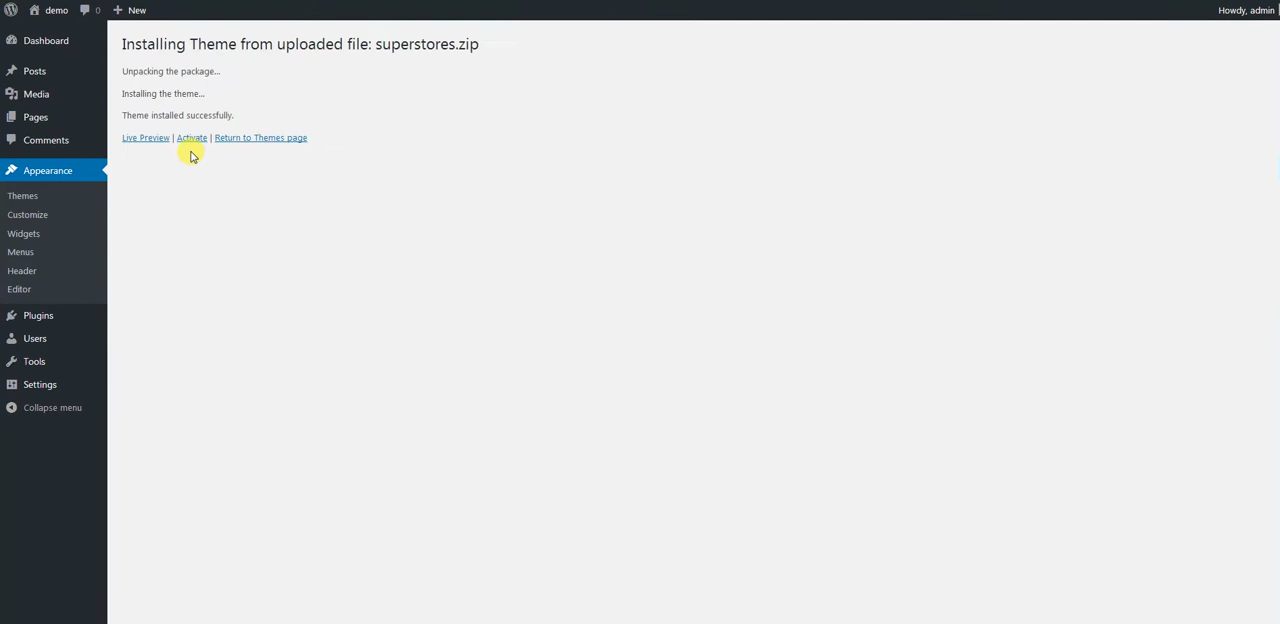 demo 0 New Howdy, admin
Dashboard
Posts
Media
Pages
Comments
Appearance
Themes
Customize
Widgets
Menus
Header
Editor
Plugins
Users
Tools
Settings
Collapse menu
Installing Theme from uploaded file: superstores.zip
Unpacking the package...
Installing the theme...
Theme installed successfully.
Live Preview | Activate | Return to Themes page